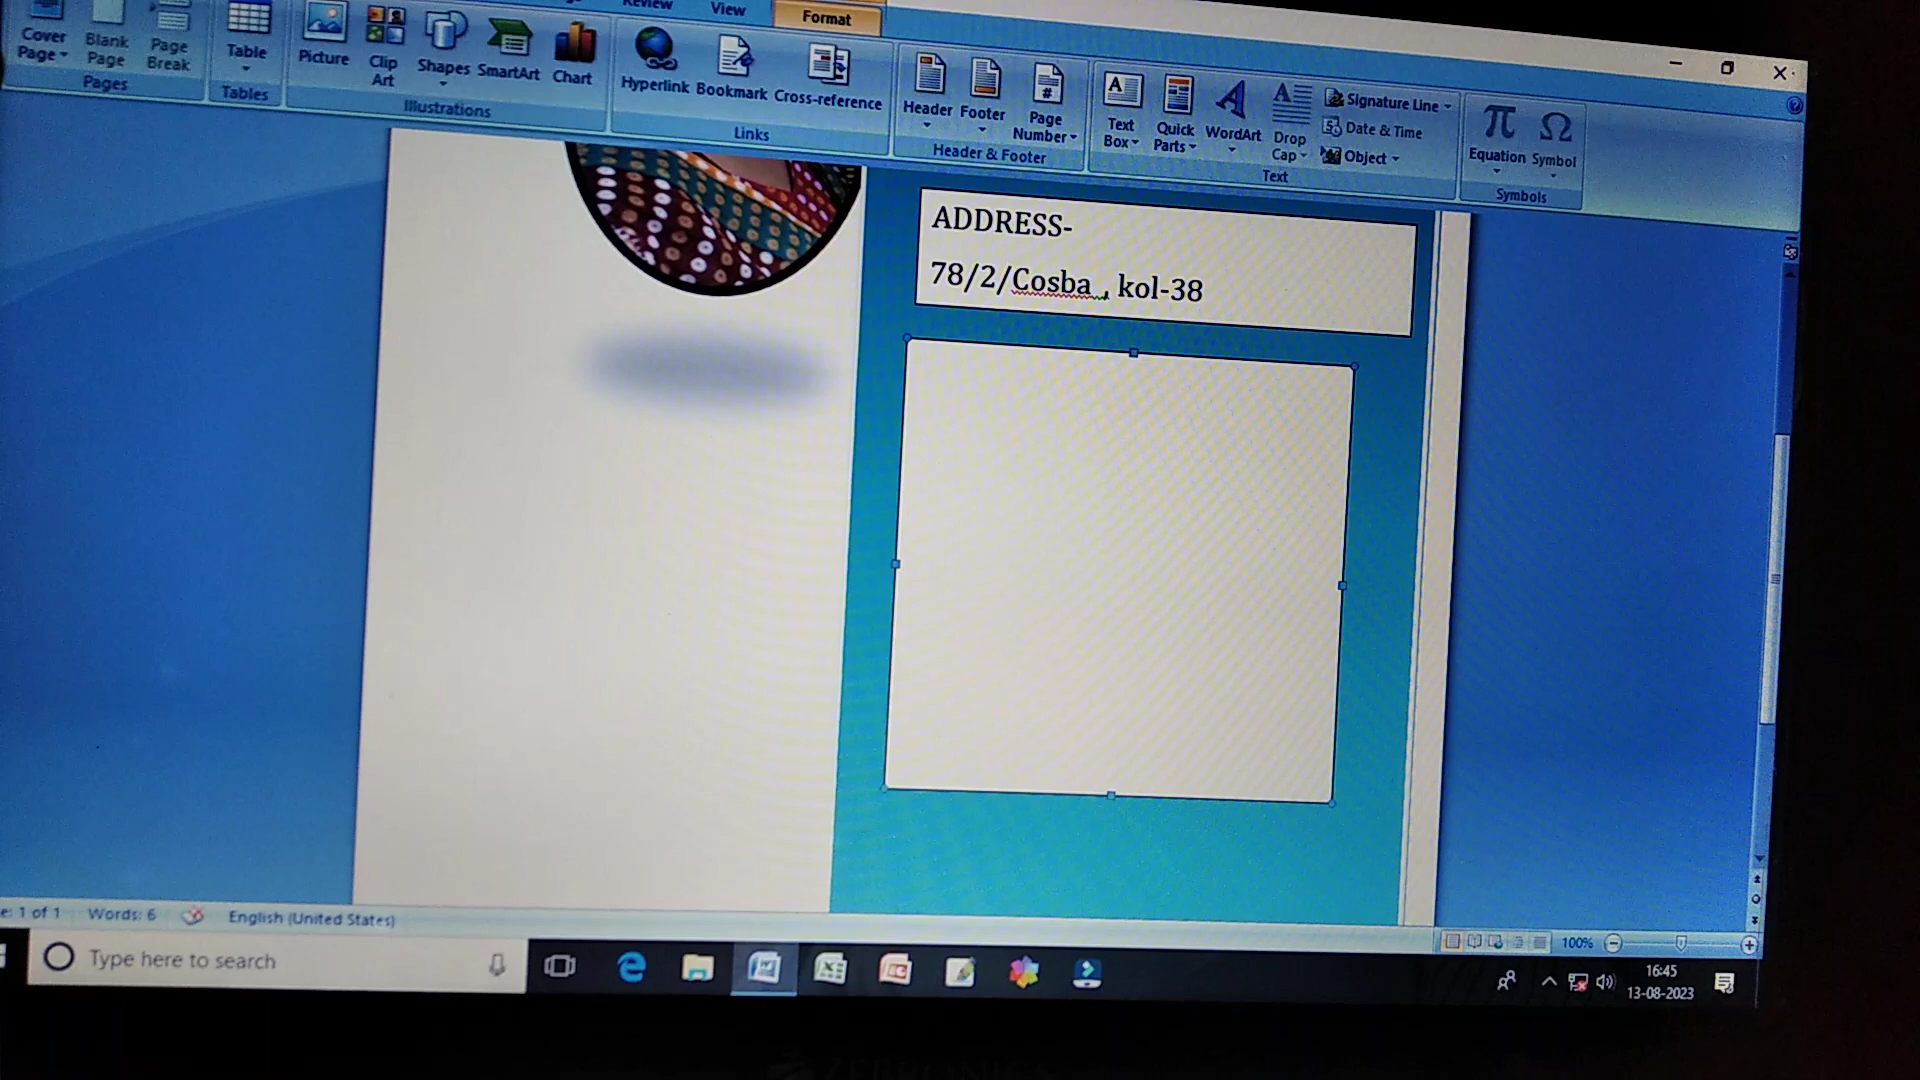 Review View Format
Cover Page Blank Page Page Break Table Picture Clip Art Shapes SmartArt Chart Hyperlink Bookmark Cross-reference Header Footer Page Number Text Box Quick Parts WordArt Drop Cap Signature Line Date & Time Object Equation Symbol
Pages Tables Illustrations Links Header & Footer Text Symbols
ADDRESS-
78/2/Cosba , kol-38
e: 1 of 1 Words: 6 English (United States) 100%
Type here to search
16:45
13-08-2023